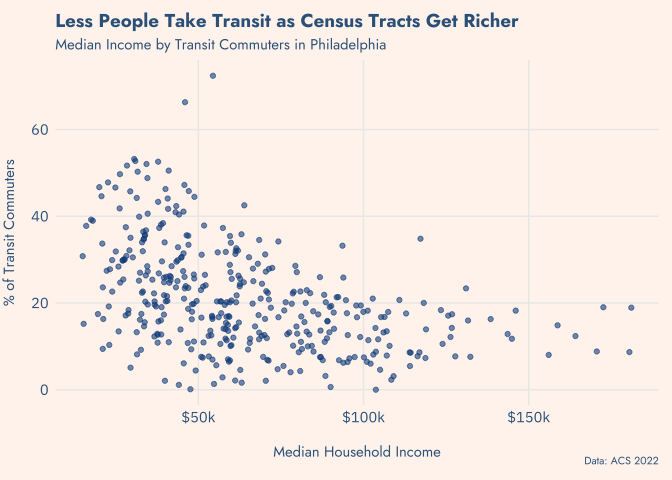 Less People Take Transit as Census Tracts Get Richer
Median Income by Transit Commuters in Philadelphia
% of Transit Commuters
60
40
20
0
$50k
$100k
$150k
Median Household Income
Data: ACS 2022